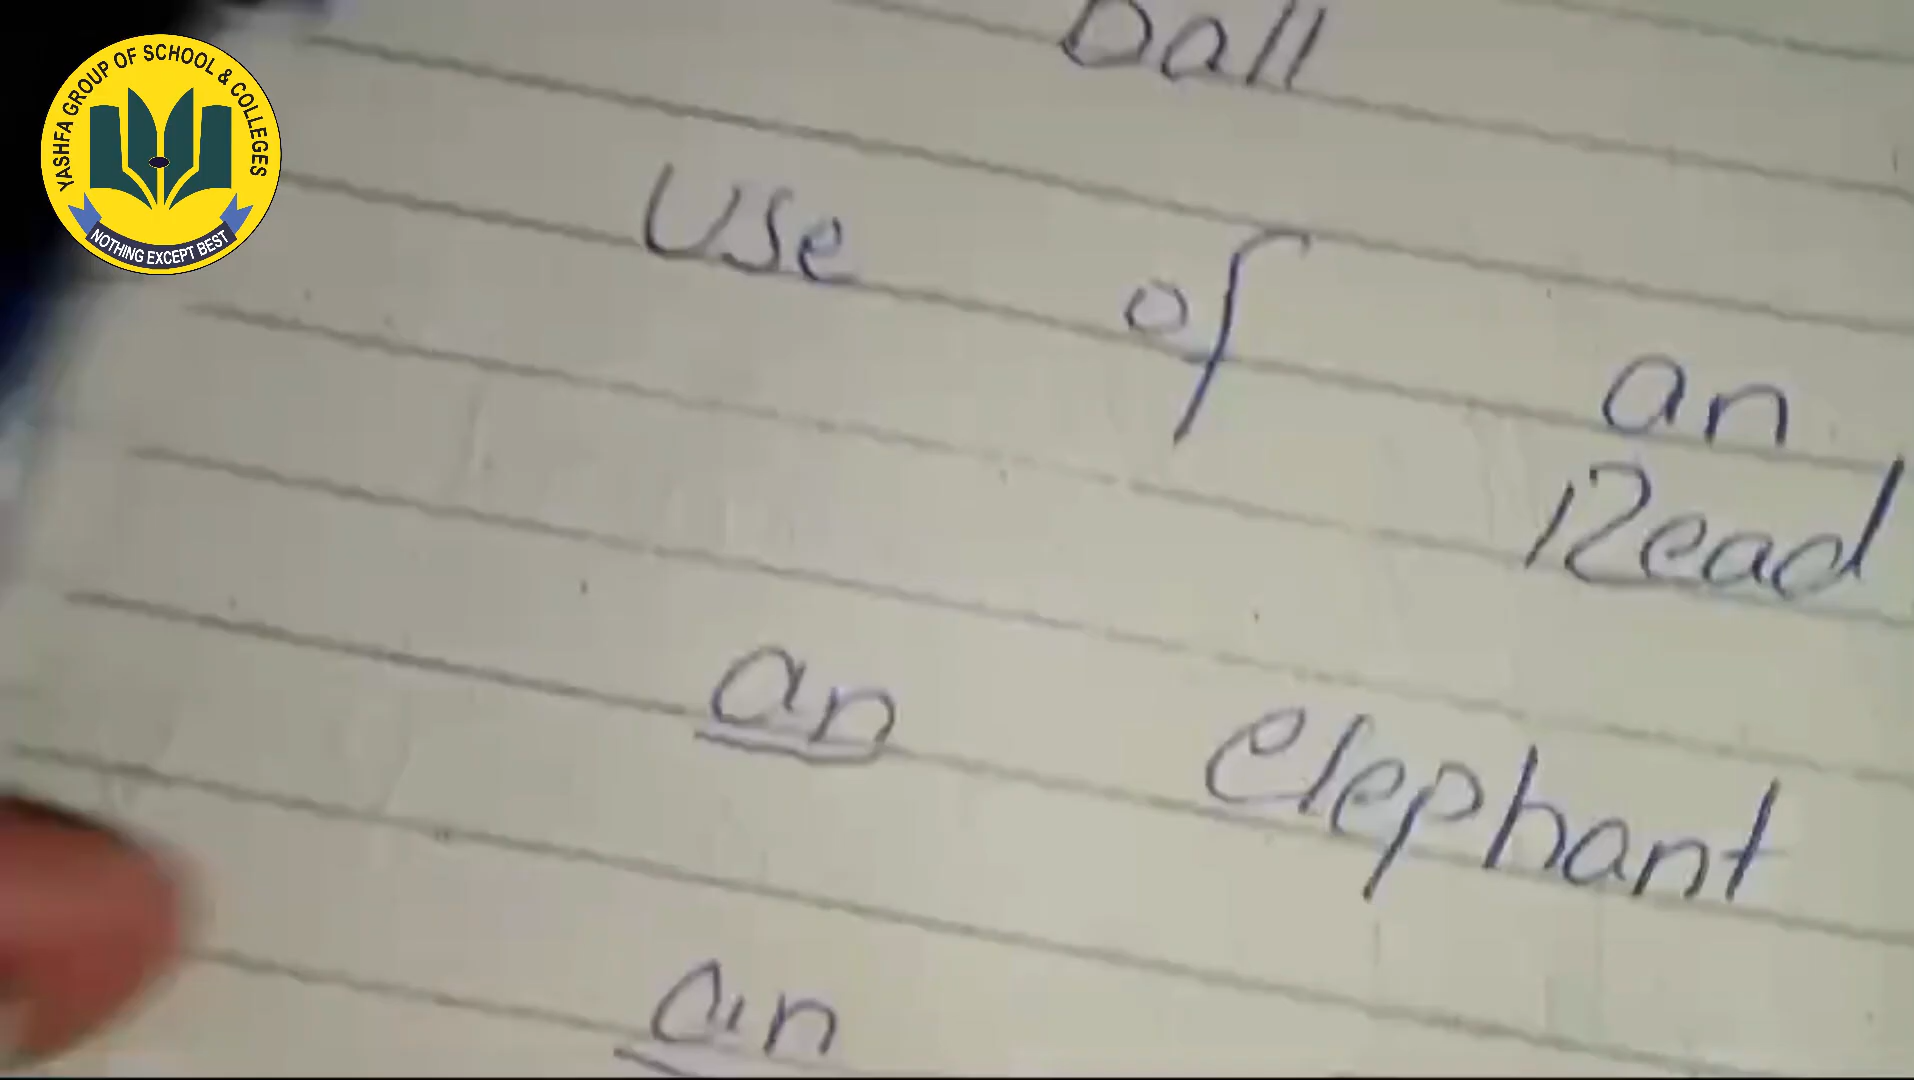 YASHFA GROUP OF SCHOOL & COLLEGES
NOTHING EXCEPT BEST
ball
Use of an
Read
an elephant
an